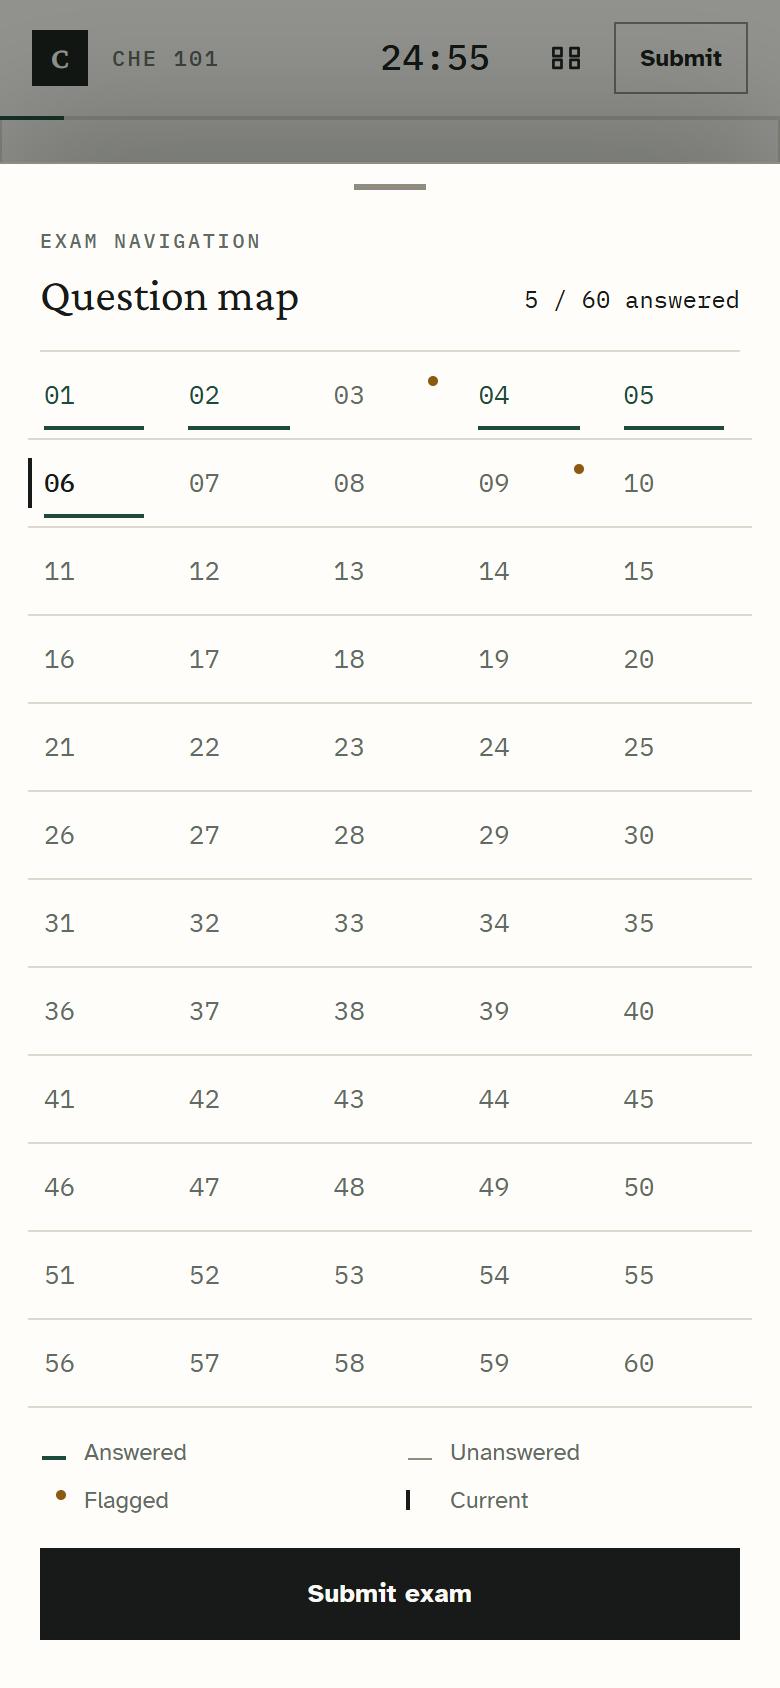 C CHE 101 24:55 Submit
EXAM NAVIGATION
Question map 5 / 60 answered
01 02 03 04 05
06 07 08 09 10
11 12 13 14 15
16 17 18 19 20
21 22 23 24 25
26 27 28 29 30
31 32 33 34 35
36 37 38 39 40
41 42 43 44 45
46 47 48 49 50
51 52 53 54 55
56 57 58 59 60
Answered Unanswered
Flagged Current
Submit exam